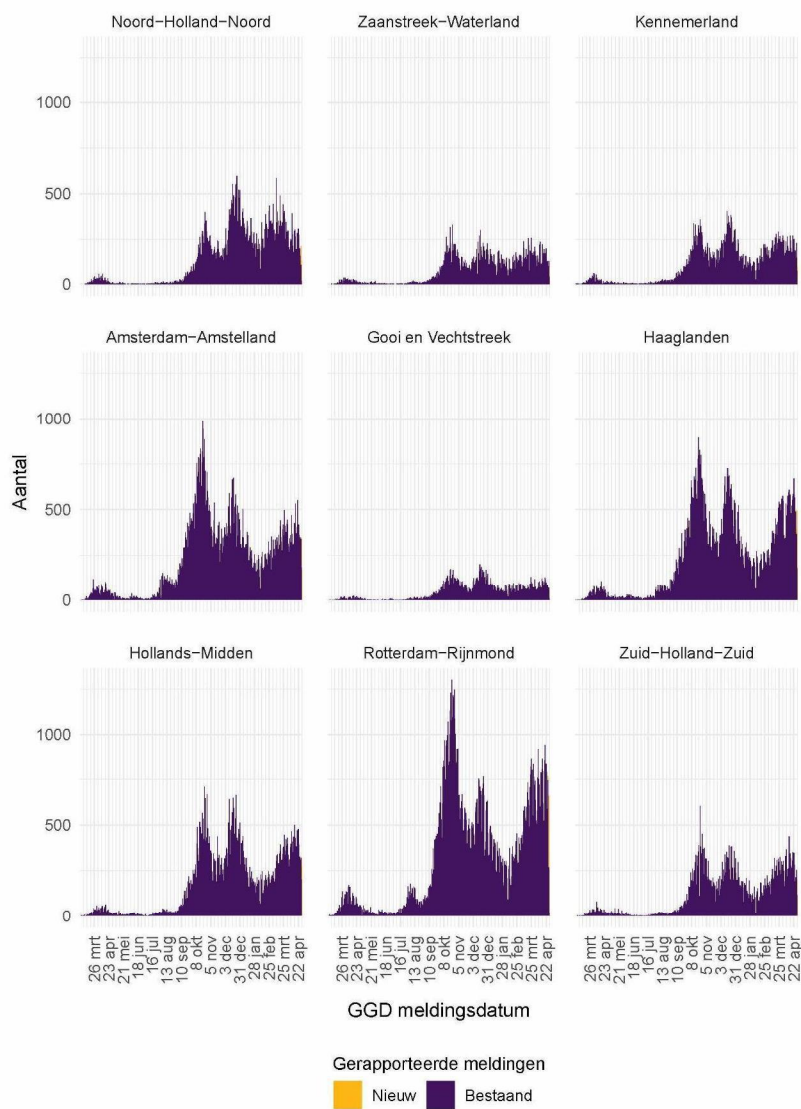 Noord−Holland−Noord
Zaanstreek−Waterland
Kennemerland
1000
500
0
Amsterdam−Amstelland
Gooi en Vechtstreek
Haaglanden
1000
500
0
Aantal
Hollands−Midden
Rotterdam−Rijnmond
Zuid−Holland−Zuid
1000
500
0
26 mrt
23 apr
21 mei
18 jun
16 jul
13 aug
10 sep
8 okt
5 nov
3 dec
31 dec
28 jan
25 feb
25 mrt
22 apr
26 mrt
23 apr
21 mei
18 jun
16 jul
13 aug
10 sep
8 okt
5 nov
3 dec
31 dec
28 jan
25 feb
25 mrt
22 apr
26 mrt
23 apr
21 mei
18 jun
16 jul
13 aug
10 sep
8 okt
5 nov
3 dec
31 dec
28 jan
25 feb
25 mrt
22 apr
GGD meldingsdatum
Gerapporteerde meldingen
Nieuw
Bestaand